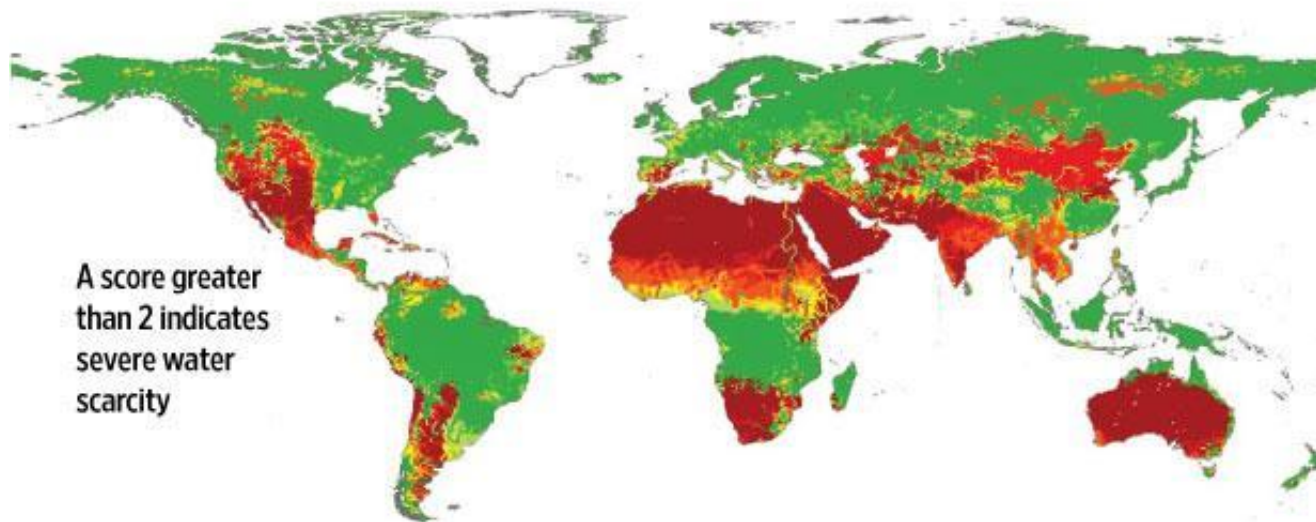 A score greater
than 2 indicates
severe water
scarcity